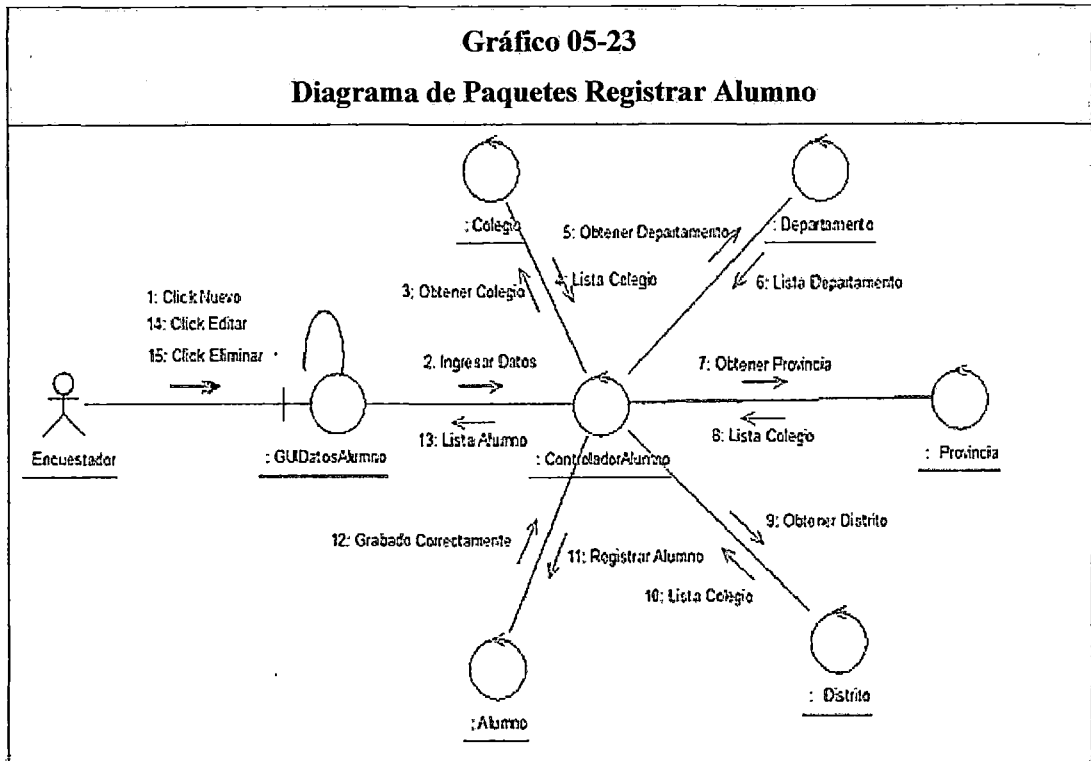 Gráfico 05-23
Diagrama de Paquetes Registrar Alumno
: Colegio
: Departamento
5: Obtener Departamento
6: Lista Departamento
4: Lista Colegio
3: Obtener Colegio
1: Click Nuevo
14: Click Editar
15: Click Eliminar
2. Ingresar Datos
13: Lista Alumno
7: Obtener Provincia
8: Lista Colegio
Encuestador
: GUIDatosAlumno
: ControladorAlumno
: Provincia
9: Obtener Distrito
10: Lista Colegio
12: Grabado Correctamente
11: Registrar Alumno
: Alumno
: Distrito